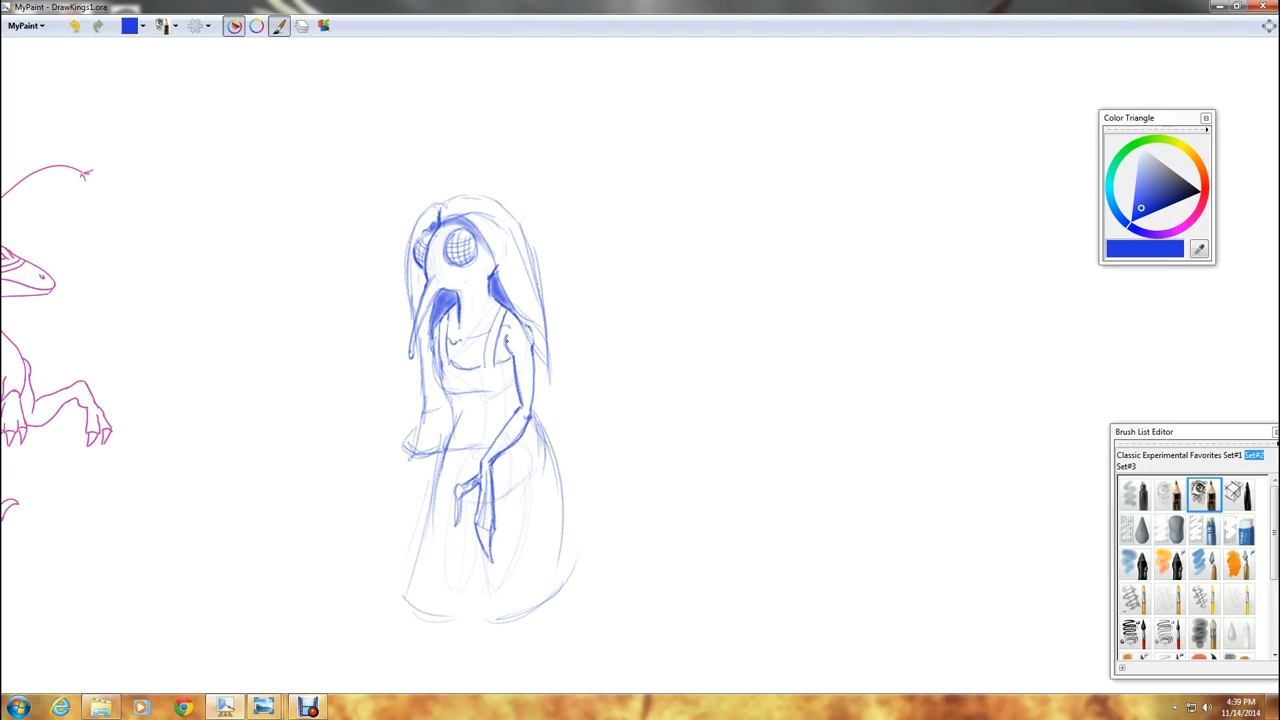 MyPaint - DrawKings1.ora
MyPaint
Color Triangle
Brush List Editor
Classic Experimental Favorites Set#1 Set#2
Set#3
4:39 PM
11/14/2014